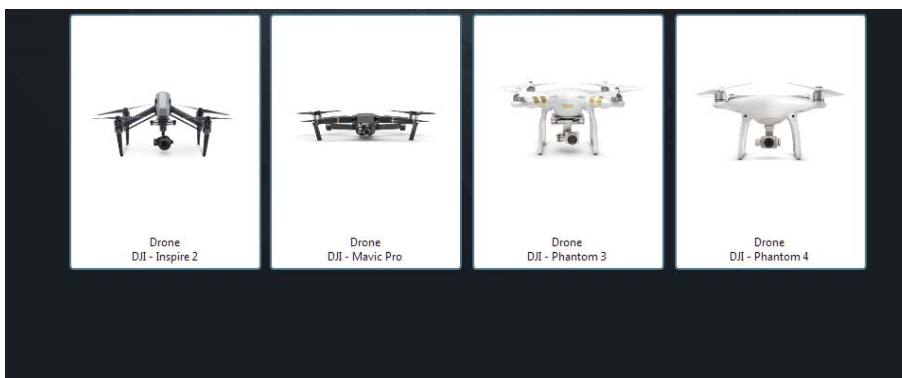 Drone
DJI - Inspire 2
Drone
DJI - Mavic Pro
Drone
DJI - Phantom 3
Drone
DJI - Phantom 4